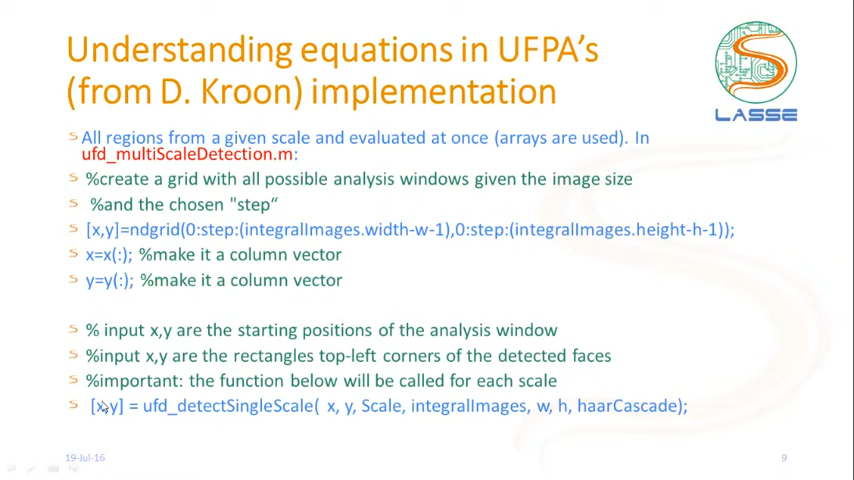 Understanding equations in UFPA's
(from D. Kroon) implementation
LASSE
All regions from a given scale and evaluated at once (arrays are used). In
ufd_multiScaleDetection.m:
%create a grid with all possible analysis windows given the image size
%and the chosen "step“
[x,y]=ndgrid(0:step:(integralImages.width-w-1),0:step:(integralImages.height-h-1));
x=x(:); %make it a column vector
y=y(:); %make it a column vector
% input x,y are the starting positions of the analysis window
%input x,y are the rectangles top-left corners of the detected faces
%important: the function below will be called for each scale
[x,y] = ufd_detectSingleScale( x, y, Scale, integralImages, w, h, haarCascade);
19-Jul-16
9